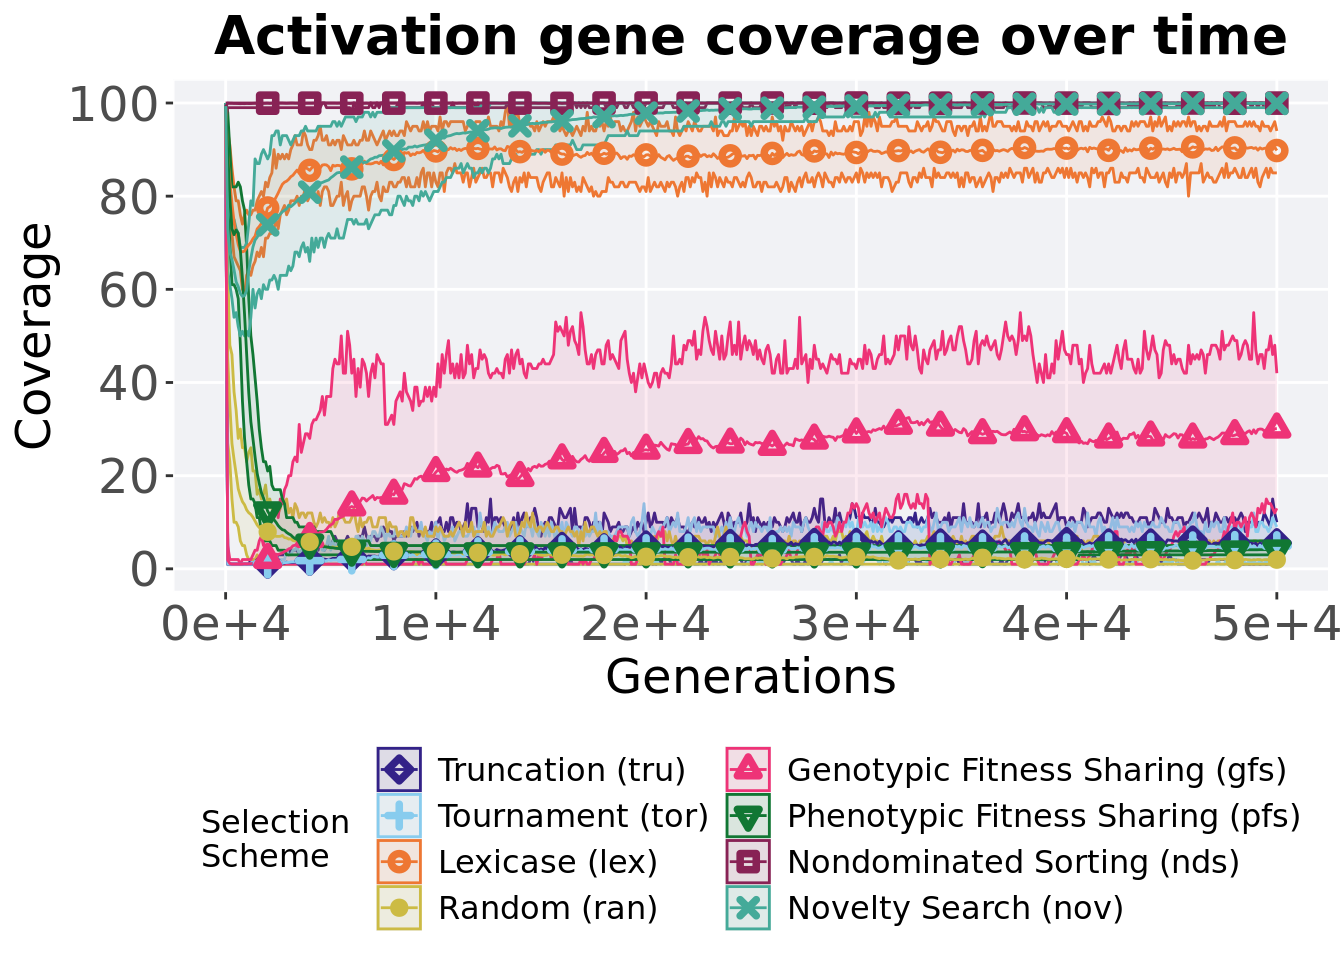 Activation gene coverage over time
100
80
60
40
20
0
Coverage
0e+4 1e+4 2e+4 3e+4 4e+4 5e+4
Generations
Selection
Scheme
Truncation (tru)
Tournament (tor)
Lexicase (lex)
Random (ran)
Genotypic Fitness Sharing (gfs)
Phenotypic Fitness Sharing (pfs)
Nondominated Sorting (nds)
Novelty Search (nov)